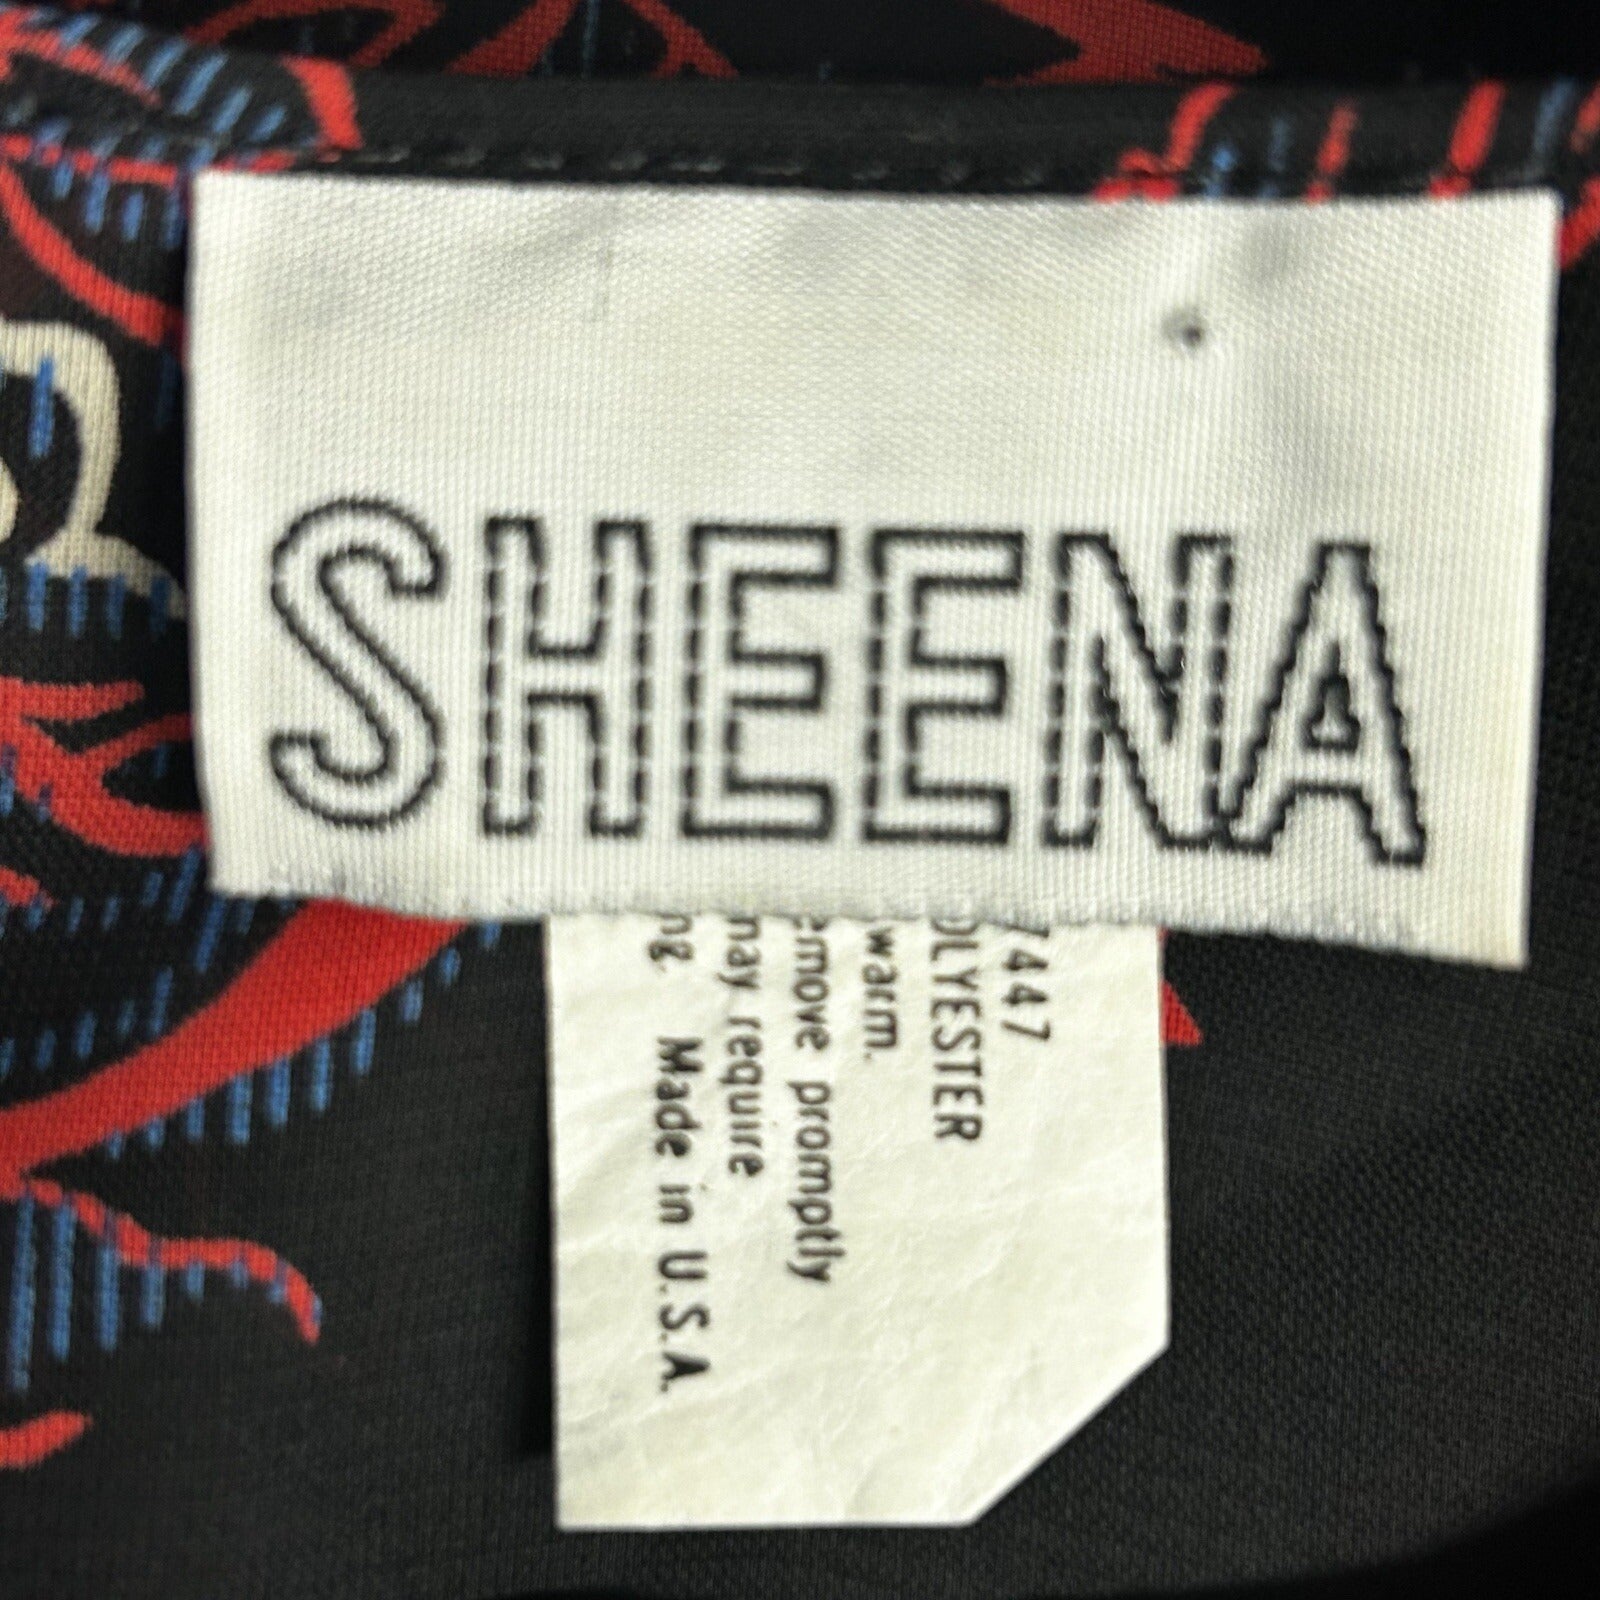 SHEENA
7447
OLYESTER
warm.
emove promptly
may require
ng. Made in U.S.A.